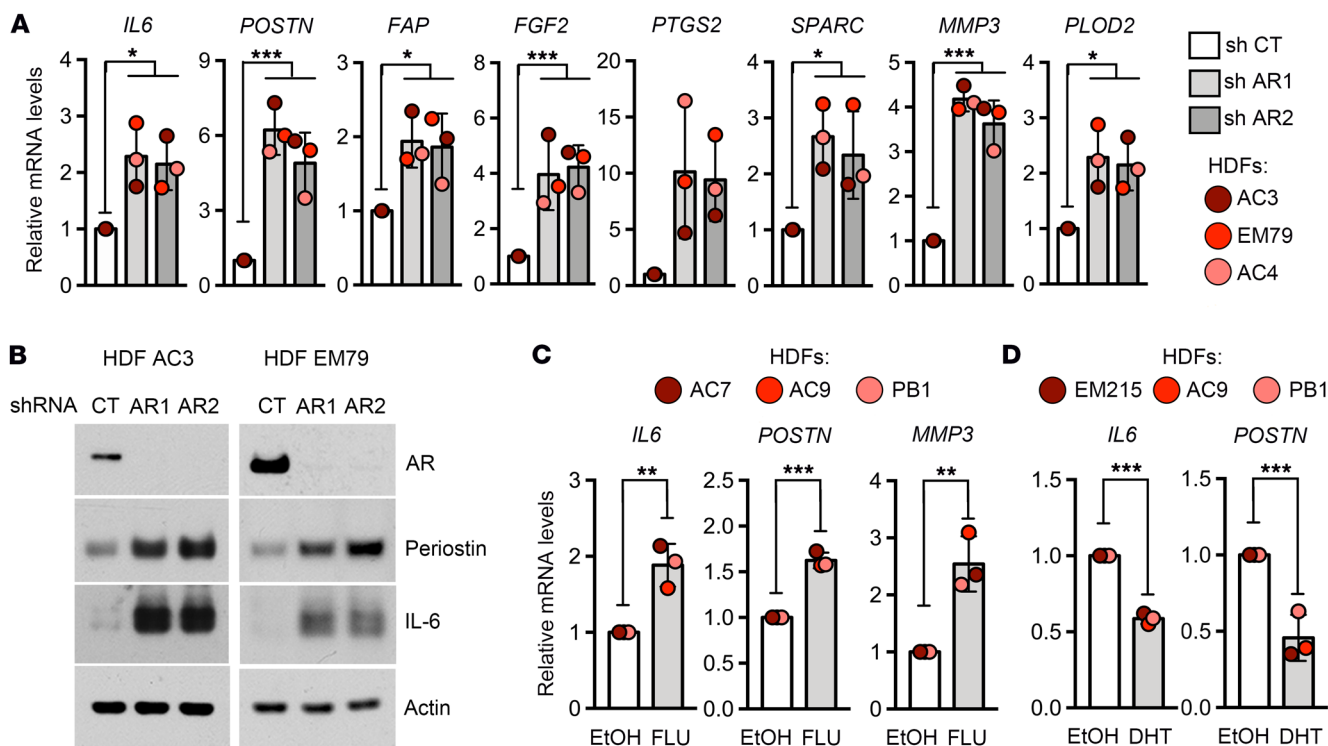 A
IL6 POSTN FAP FGF2 PTGS2 SPARC MMP3 PLOD2
* *** * *** * *** *
Relative mRNA levels
4 3 2 1 0
9 6 3 0
3 2 1 0
8 6 4 2 0
20 15 10 5 0
4 3 2 1 0
5 4 3 2 1 0
4 3 2 1 0
sh CT
sh AR1
sh AR2
HDFs:
AC3
EM79
AC4
B
HDF AC3 HDF EM79
shRNA CT AR1 AR2 CT AR1 AR2
AR
Periostin
IL-6
Actin
C
HDFs:
AC7 AC9 PB1
IL6 POSTN MMP3
** *** **
Relative mRNA levels
3 2 1 0
2.5 2.0 1.5 1.0 0.5 0.0
4 3 2 1 0
EtOH FLU EtOH FLU EtOH FLU
D
HDFs:
EM215 AC9 PB1
IL6 POSTN
*** ***
1.5 1.0 0.5 0.0
1.5 1.0 0.5 0.0
EtOH DHT EtOH DHT